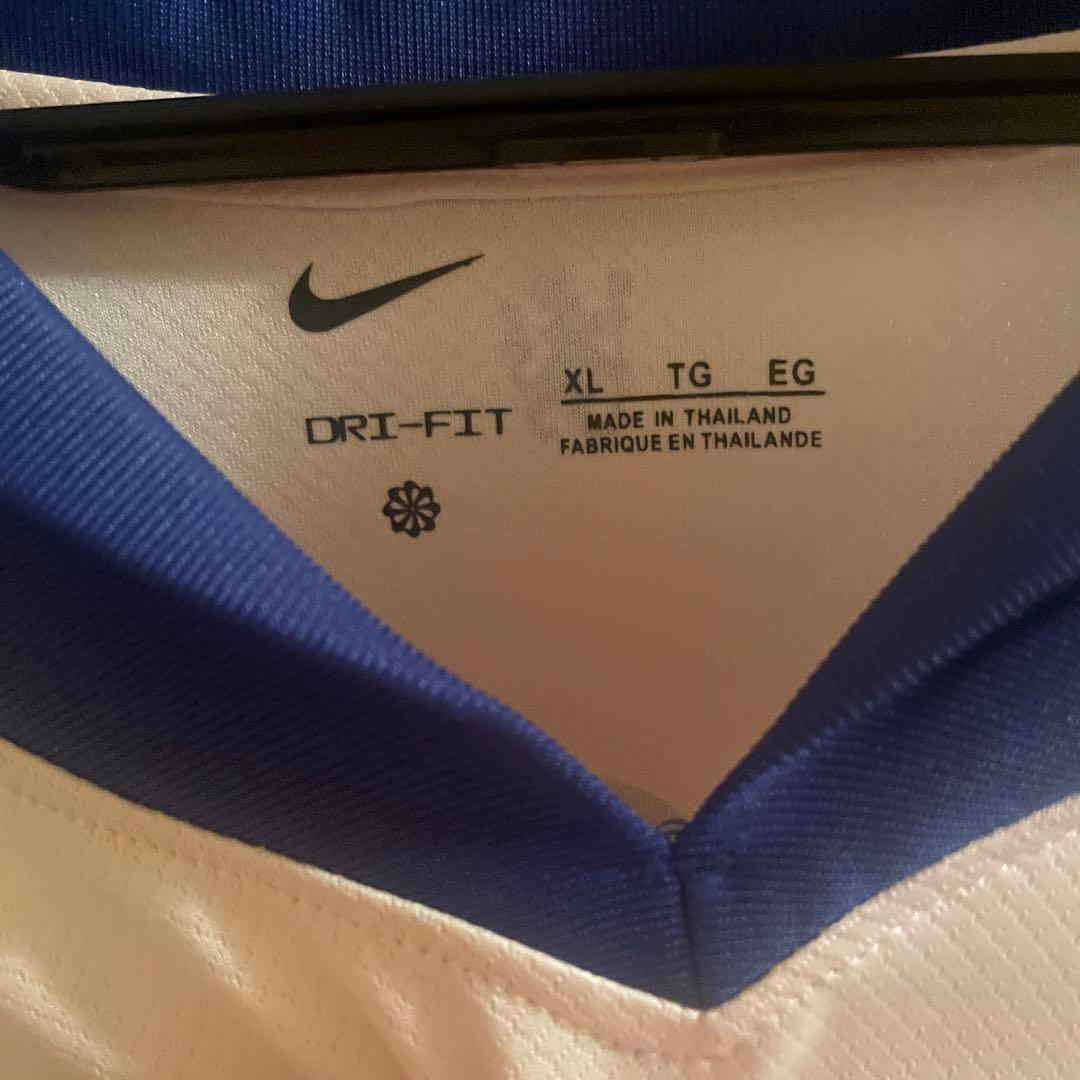 DRI-FIT
XL TG EG
MADE IN THAILAND
FABRIQUE EN THAILANDE